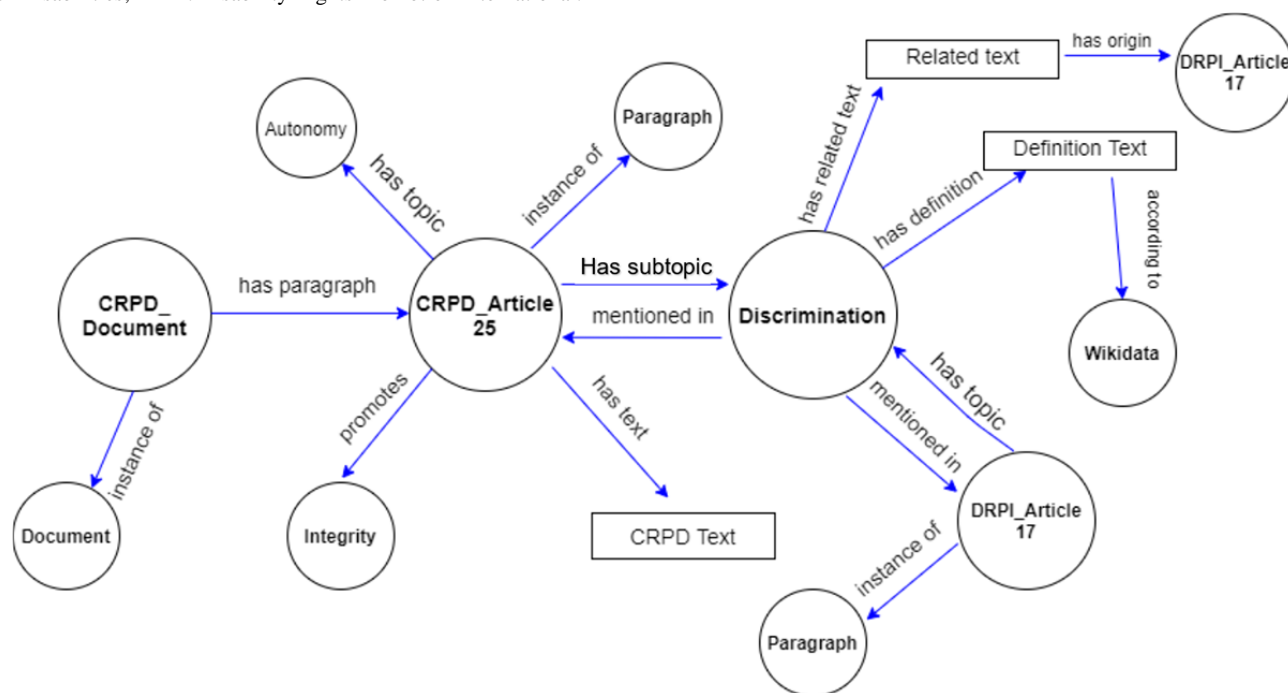 Related text
has origin
DRPI_Article
17
Autonomy
Paragraph
has related text
Definition Text
has topic
instance of
has definition
according to
CRPD_
Document
has paragraph
CRPD_Article
25
Has subtopic
mentioned in
Discrimination
Wikidata
promotes
has text
mentioned in
has topic
instance of
Document
Integrity
CRPD Text
DRPI_Article
17
instance of
Paragraph